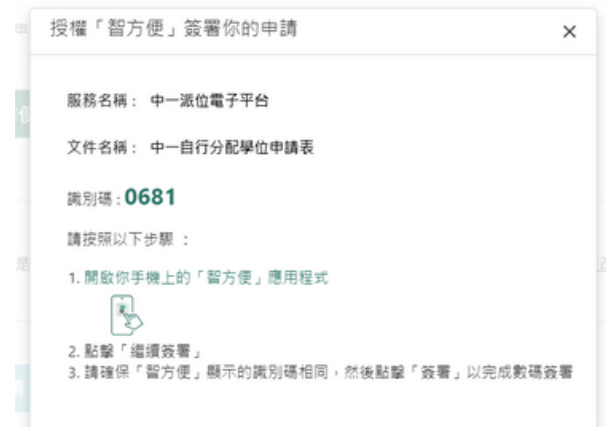 授權「智方便」簽署你的申請
服務名稱： 中一派位電子平台
文件名稱： 中一自行分配學位申請表
識別碼 : 0681
請按照以下步驟 ：
1. 開啟你手機上的「智方便」應用程式
2. 點擊「繼續簽署」
3. 請確保「智方便」顯示的識別碼相同，然後點擊「簽署」以完成數碼簽署